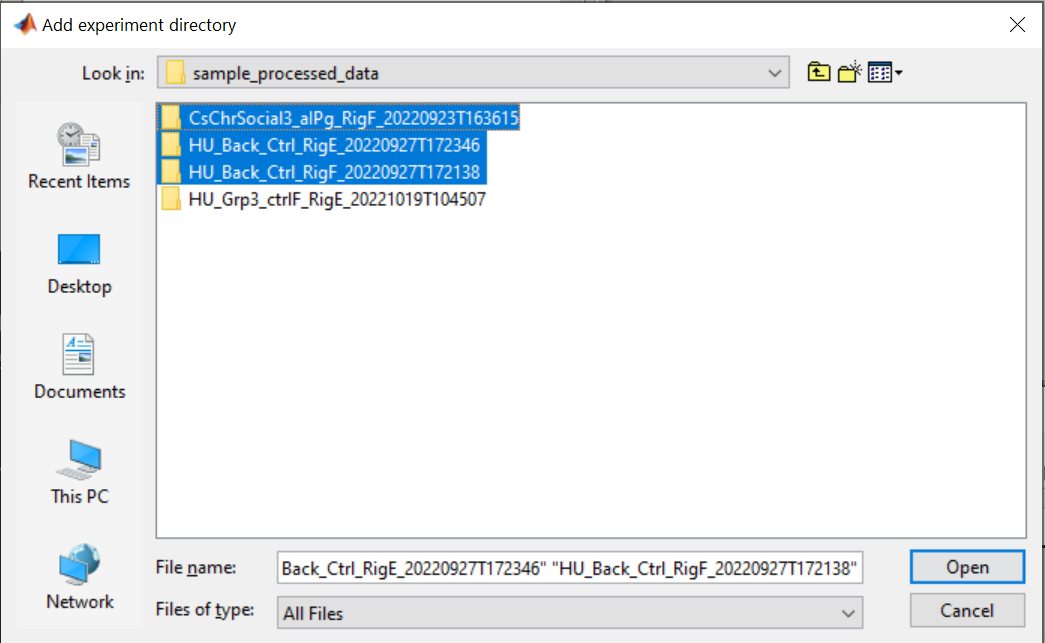 Add experiment directory
Look in:
sample_processed_data
CsChrSocial3_aIPg_RigF_20220923T163615
HU_Back_Ctrl_RigE_20220927T172346
HU_Back_Ctrl_RigF_20220927T172138
HU_Grp3_ctrlF_RigE_20221019T104507
Recent Items
Desktop
Documents
This PC
Network
File name:
Back_Ctrl_RigE_20220927T172346" "HU_Back_Ctrl_RigF_20220927T172138"
Open
Files of type:
All Files
Cancel